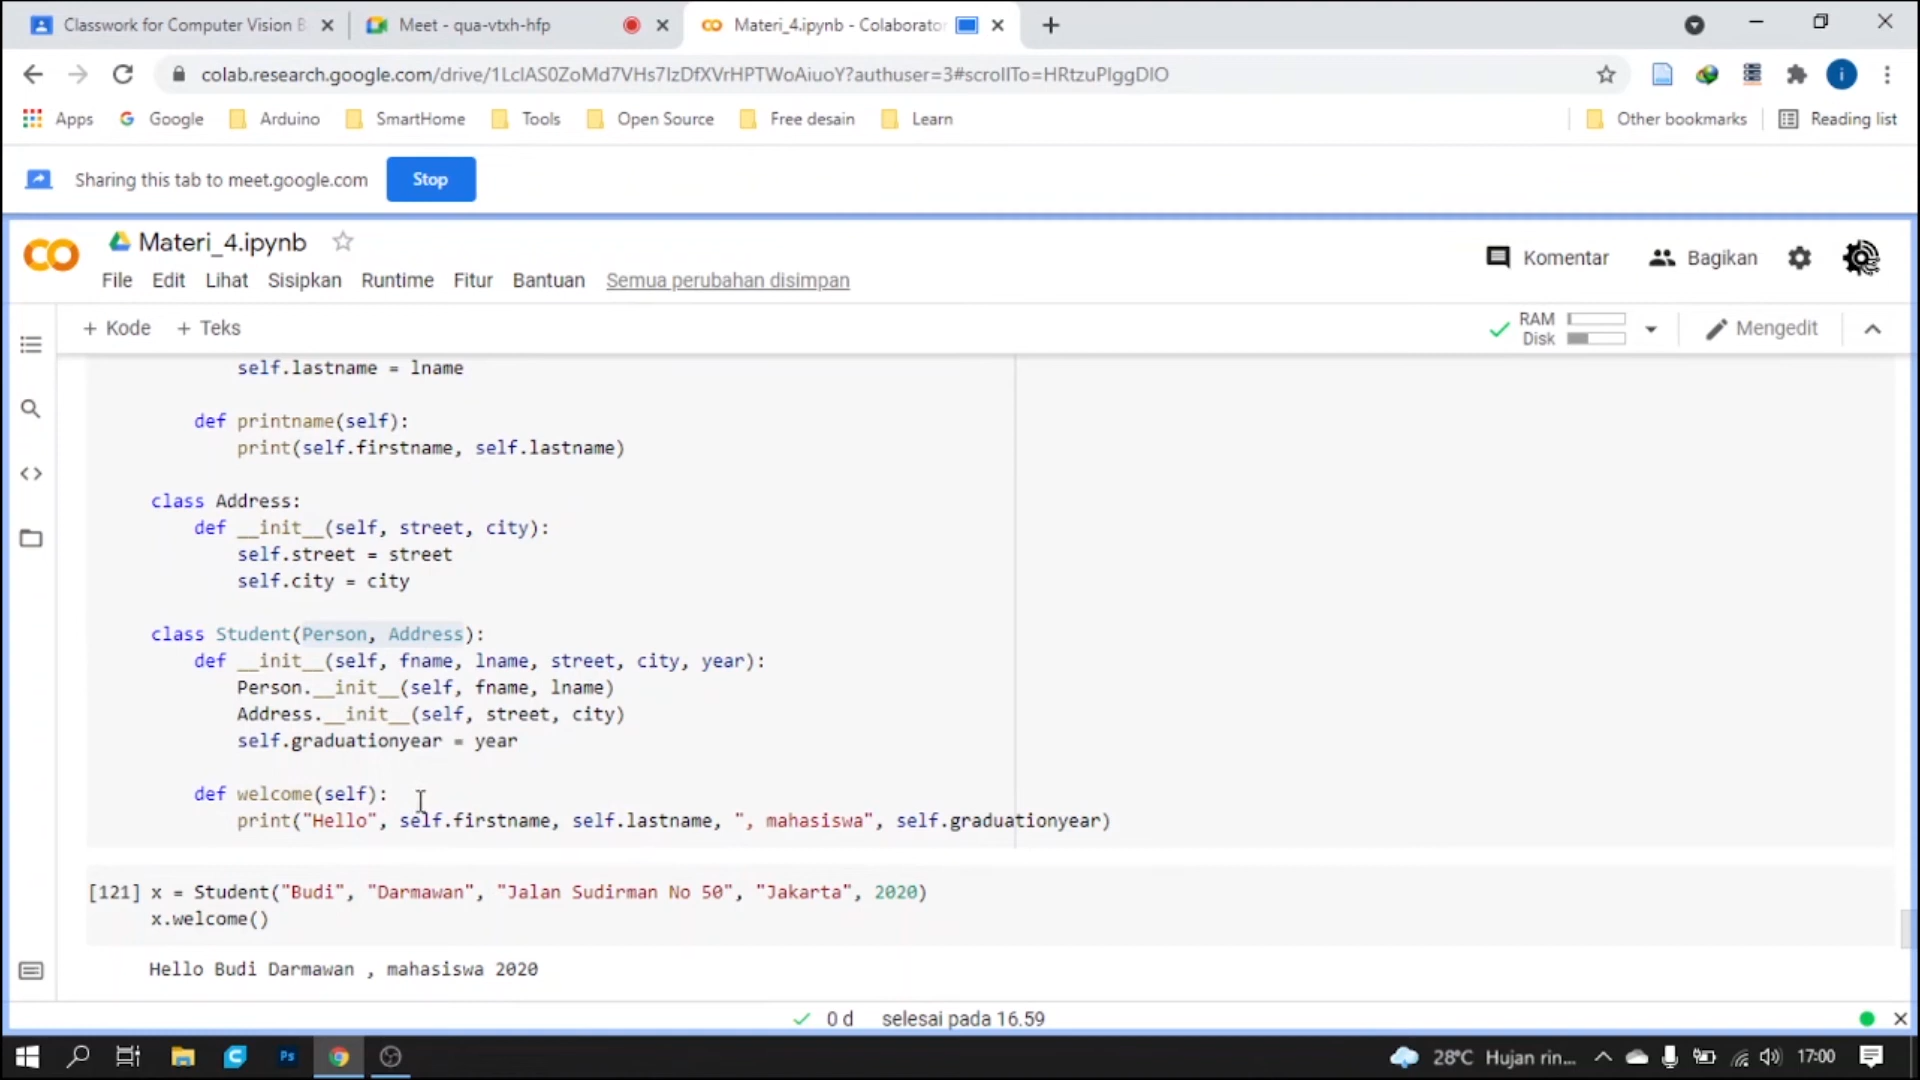 Classwork for Computer Vision B
Meet - qua-vtxh-hfp
Materi_4.ipynb - Colaborator
colab.research.google.com/drive/1LclAS0ZoMd7VHs7IzDfXVrHPTWoAiuoY?authuser=3#scrollTo=HRtzuPlggDlO
Apps Google Arduino SmartHome Tools Open Source Free desain Learn Other bookmarks Reading list
Sharing this tab to meet.google.com Stop
Materi_4.ipynb
Komentar Bagikan
File Edit Lihat Sisipkan Runtime Fitur Bantuan Semua perubahan disimpan
+ Kode + Teks
RAM
Disk
Mengedit
self.lastname = lname
def printname(self):
print(self.firstname, self.lastname)
class Address:
def __init__(self, street, city):
self.street = street
self.city = city
class Student(Person, Address):
def __init__(self, fname, lname, street, city, year):
Person.__init__(self, fname, lname)
Address.__init__(self, street, city)
self.graduationyear = year
def welcome(self):
print("Hello", self.firstname, self.lastname, ", mahasiswa", self.graduationyear)
[121] x = Student("Budi", "Darmawan", "Jalan Sudirman No 50", "Jakarta", 2020)
x.welcome()
Hello Budi Darmawan , mahasiswa 2020
0 d selesai pada 16.59
Ps
28°C Hujan rin...
17:00